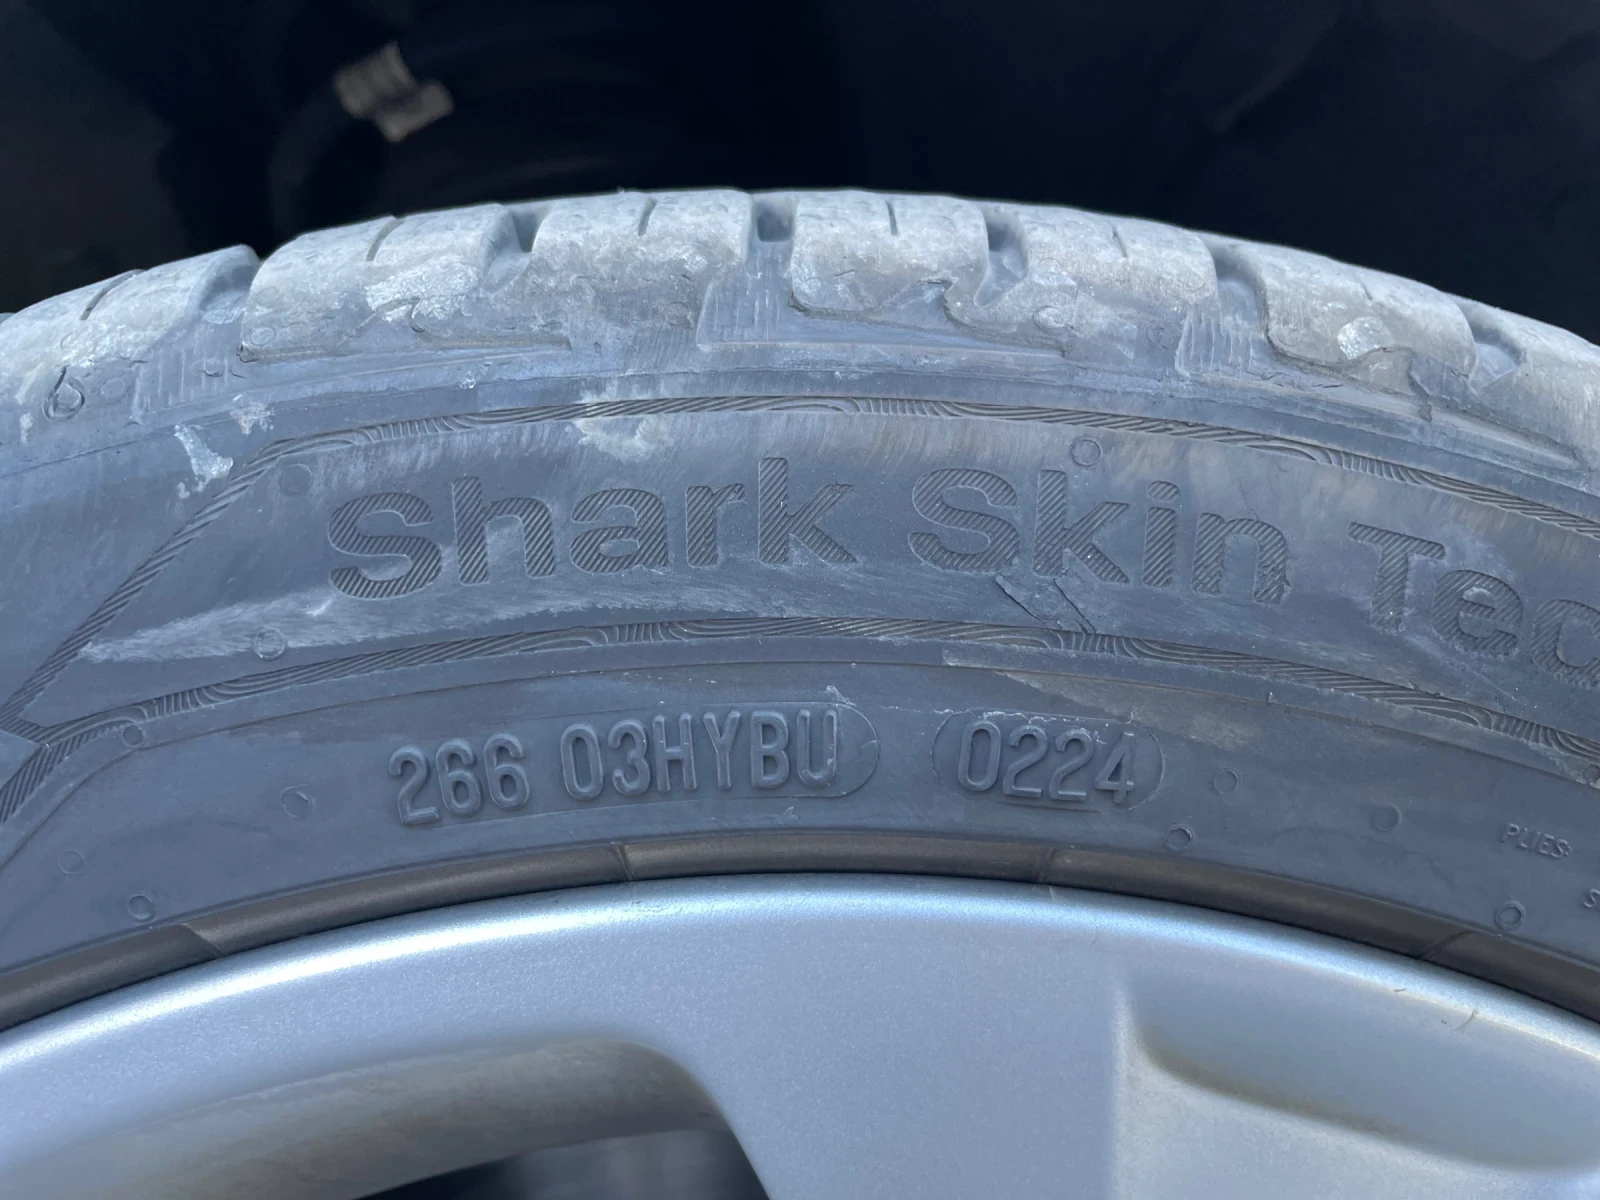 Shark Skin Tec
266 03HYBU 0224
PLIES: